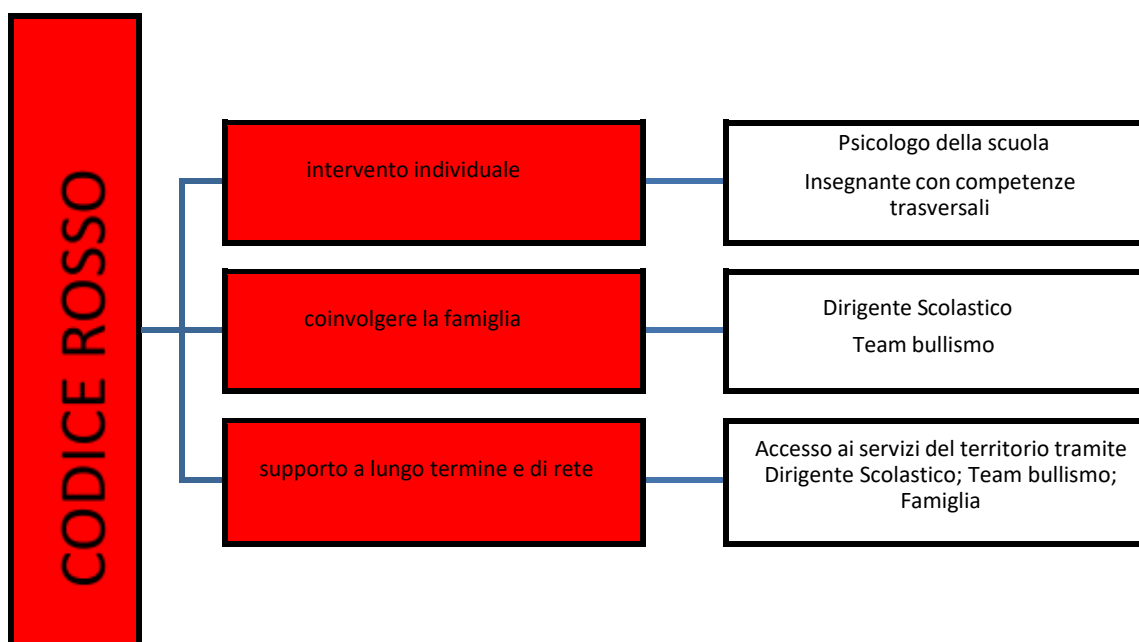 CODICE ROSSO
intervento individuale
Psicologo della scuola
Insegnante con competenze
trasversali
coinvolgere la famiglia
Dirigente Scolastico
Team bullismo
supporto a lungo termine e di rete
Accesso ai servizi del territorio tramite
Dirigente Scolastico; Team bullismo;
Famiglia